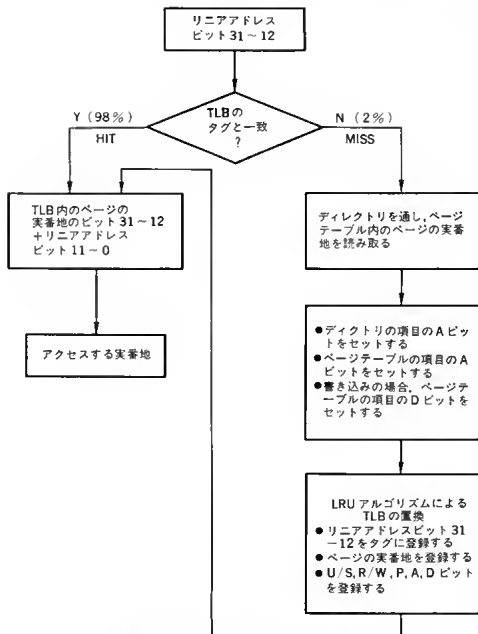 リニアアドレス
ビット31～12
TLBの
タグと一致
?
Y(98%)
HIT
N(2%)
MISS
TLB内のページの
実番地のビット31～12
+リニアアドレス
ビット11～0
アクセスする実番地
ディレクトリを通し,ページ
テーブル内のページの実番
地を読み取る
●ディクトリの項目のAビッ
トをセットする
●ページテーブルの項目のA
ビットをセットする
●書き込みの場合,ページテ
ーブルの項目のDビットを
セットする
LRUアルゴリズムによる
TLBの置換
●リニアアドレスビット31
-12をタグに登録する
●ページの実番地を登録する
●U/S,R/W,P,A,Dビット
を登録する